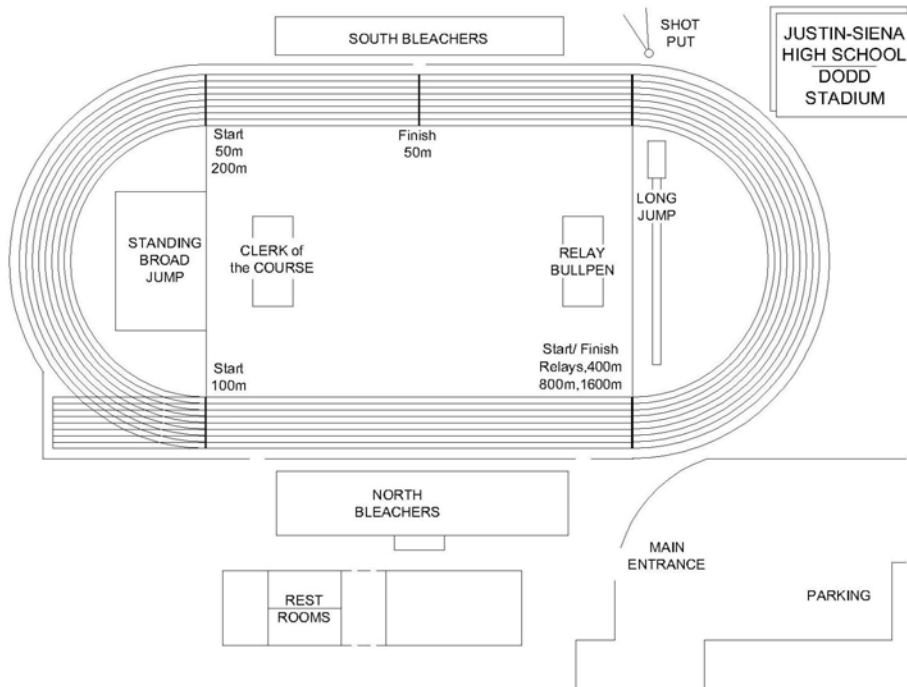 SOUTH BLEACHERS
SHOT
PUT
JUSTIN-SIENA
HIGH SCHOOL
DODD
STADIUM
Start
50m
200m
Finish
50m
STANDING
BROAD
JUMP
CLERK of
the COURSE
RELAY
BULLPEN
LONG
JUMP
Start
100m
Start/ Finish
Relays,400m
800m,1600m
NORTH
BLEACHERS
MAIN
ENTRANCE
REST
ROOMS
PARKING